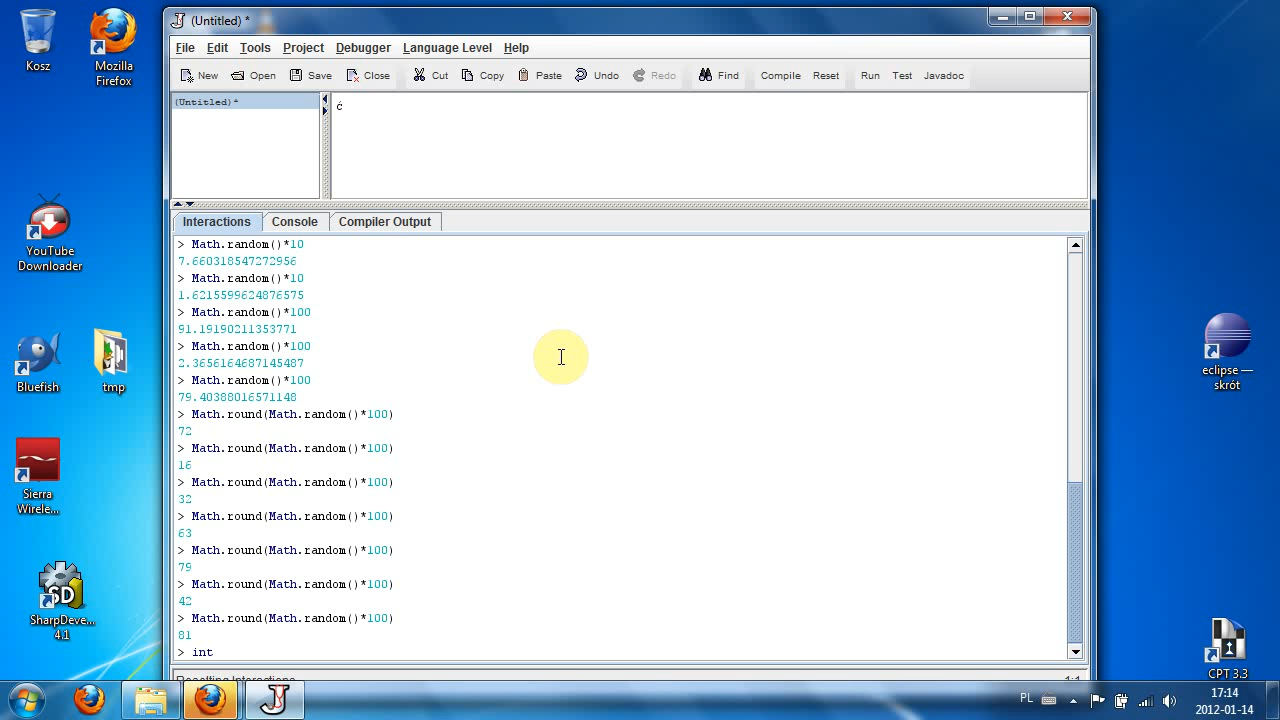 Kosz
Mozilla
Firefox
YouTube
Downloader
Bluefish
tmp
Sierra
Wirele...
SharpDeve...
4.1
(Untitled) *
File Edit Tools Project Debugger Language Level Help
New Open Save Close Cut Copy Paste Undo Redo Find Compile Reset Run Test Javadoc
(Untitled)*
ć
Interactions Console Compiler Output
> Math.random()*10
7.660318547272956
> Math.random()*10
1.6215599624876575
> Math.random()*100
91.19190211353771
> Math.random()*100
2.3656164687145487
> Math.random()*100
79.40388016571148
> Math.round(Math.random()*100)
72
> Math.round(Math.random()*100)
16
> Math.round(Math.random()*100)
32
> Math.round(Math.random()*100)
63
> Math.round(Math.random()*100)
79
> Math.round(Math.random()*100)
42
> Math.round(Math.random()*100)
81
> int
Resetting Interactions
1:1
eclipse —
skrót
CPT 3.3
SD
PL
17:14
2012-01-14